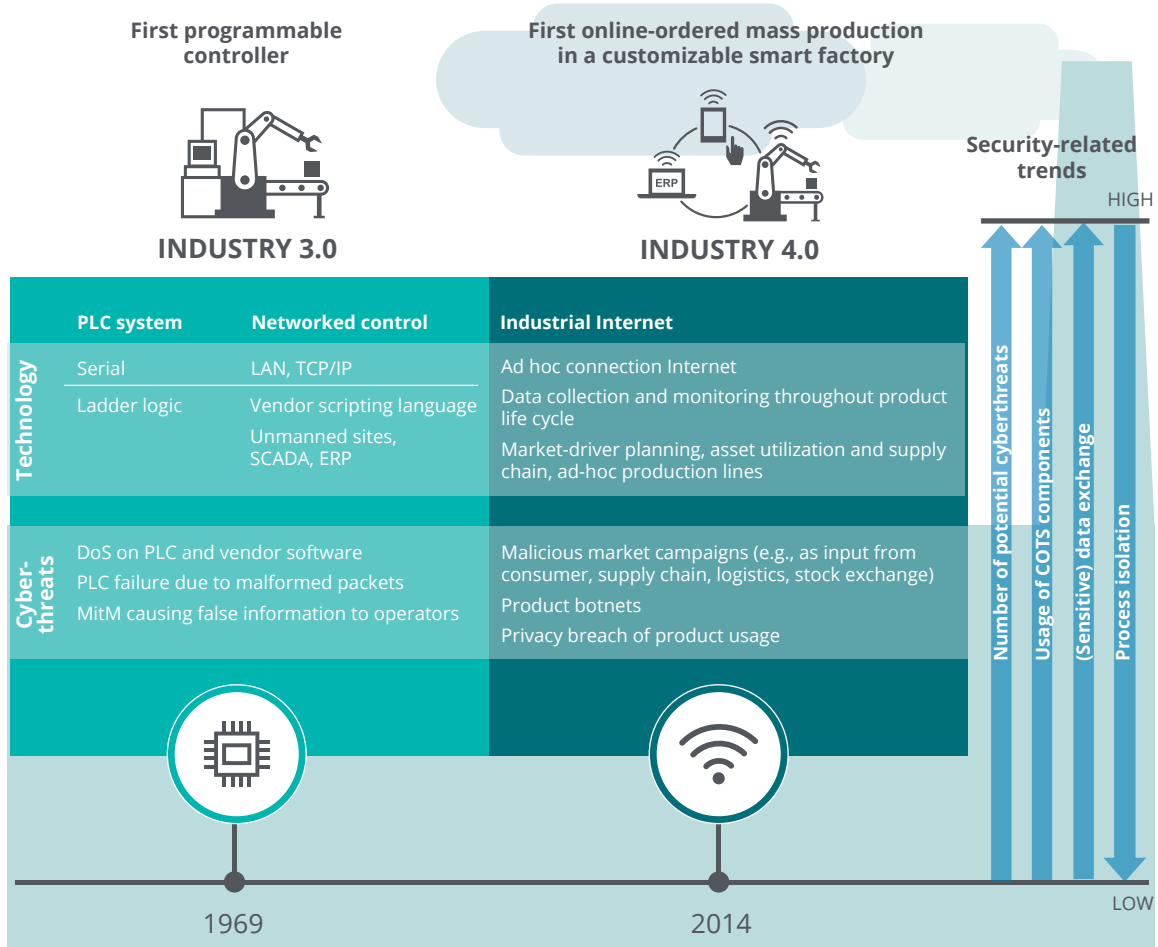 First programmable
controller
First online-ordered mass production
in a customizable smart factory
ERP
INDUSTRY 3.0
INDUSTRY 4.0
Security-related
trends
HIGH
PLC system
Networked control
Industrial Internet
Technology
Serial
LAN, TCP/IP
Ladder logic
Vendor scripting language
Unmanned sites,
SCADA, ERP
Ad hoc connection Internet
Data collection and monitoring throughout product
life cycle
Market-driver planning, asset utilization and supply
chain, ad-hoc production lines
Cyber-
threats
DoS on PLC and vendor software
PLC failure due to malformed packets
MitM causing false information to operators
Malicious market campaigns (e.g., as input from
consumer, supply chain, logistics, stock exchange)
Product botnets
Privacy breach of product usage
Number of potential cyberthreats
Usage of COTS components
(Sensitive) data exchange
Process isolation
LOW
1969
2014